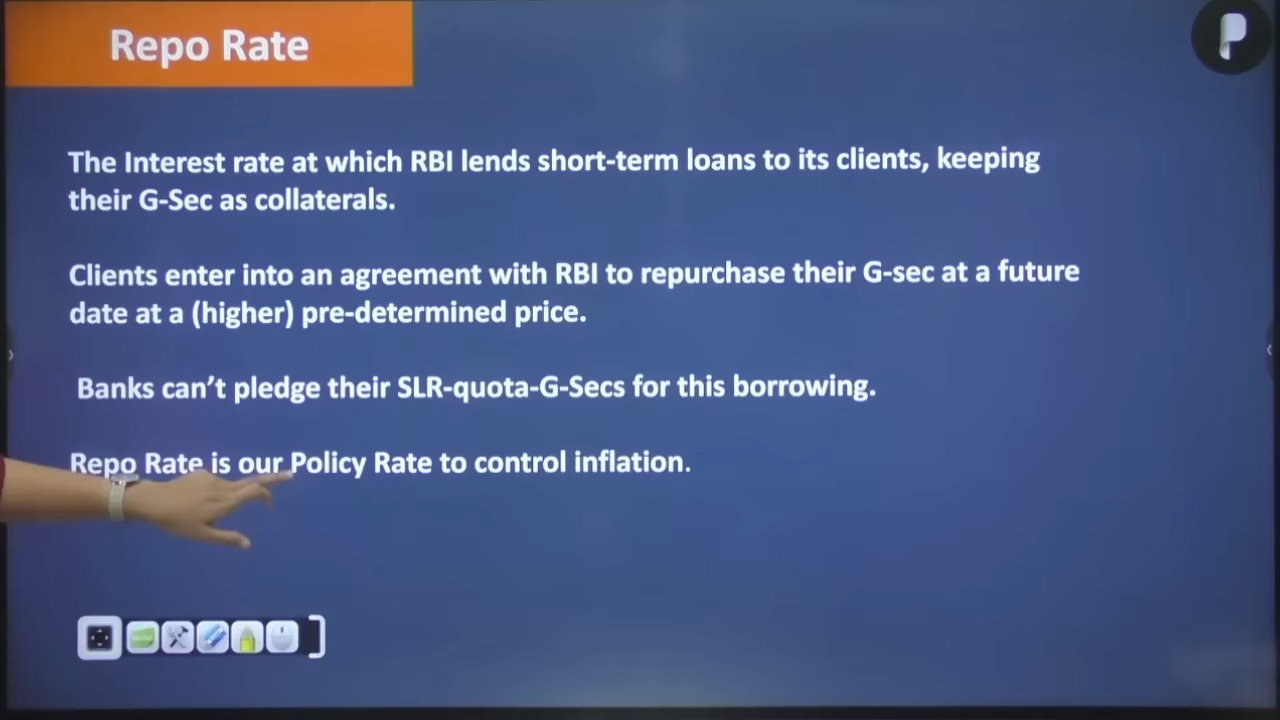 Repo Rate
The Interest rate at which RBI lends short-term loans to its clients, keeping
their G-Sec as collaterals.
Clients enter into an agreement with RBI to repurchase their G-sec at a future
date at a (higher) pre-determined price.
Banks can't pledge their SLR-quota-G-Secs for this borrowing.
Repo Rate is our Policy Rate to control inflation.